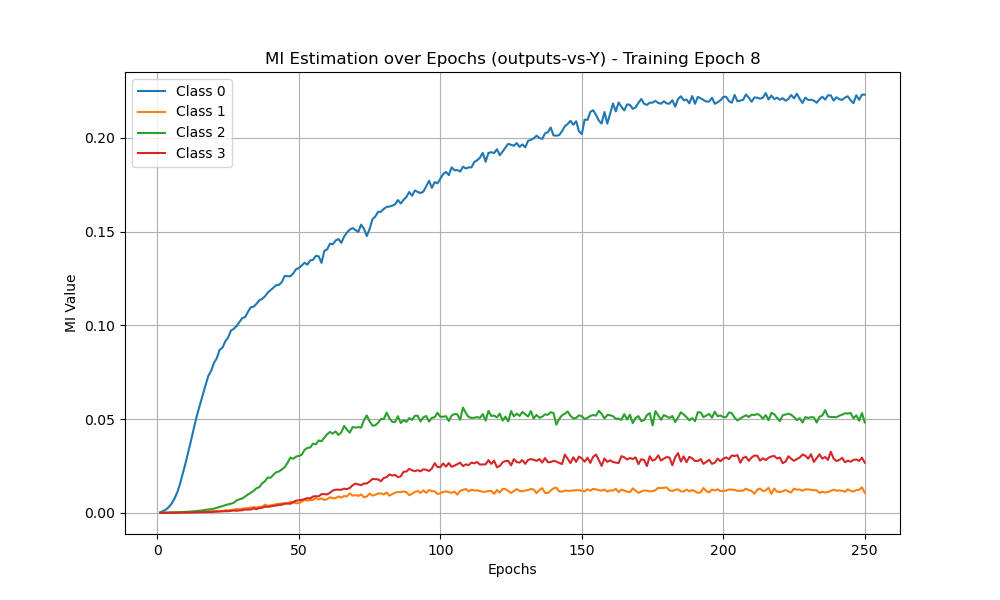 MI Estimation over Epochs (outputs-vs-Y) - Training Epoch 8
Class 0
Class 1
Class 2
Class 3
0.20
0.15
0.10
0.05
0.00
MI Value
0 50 100 150 200 250
Epochs